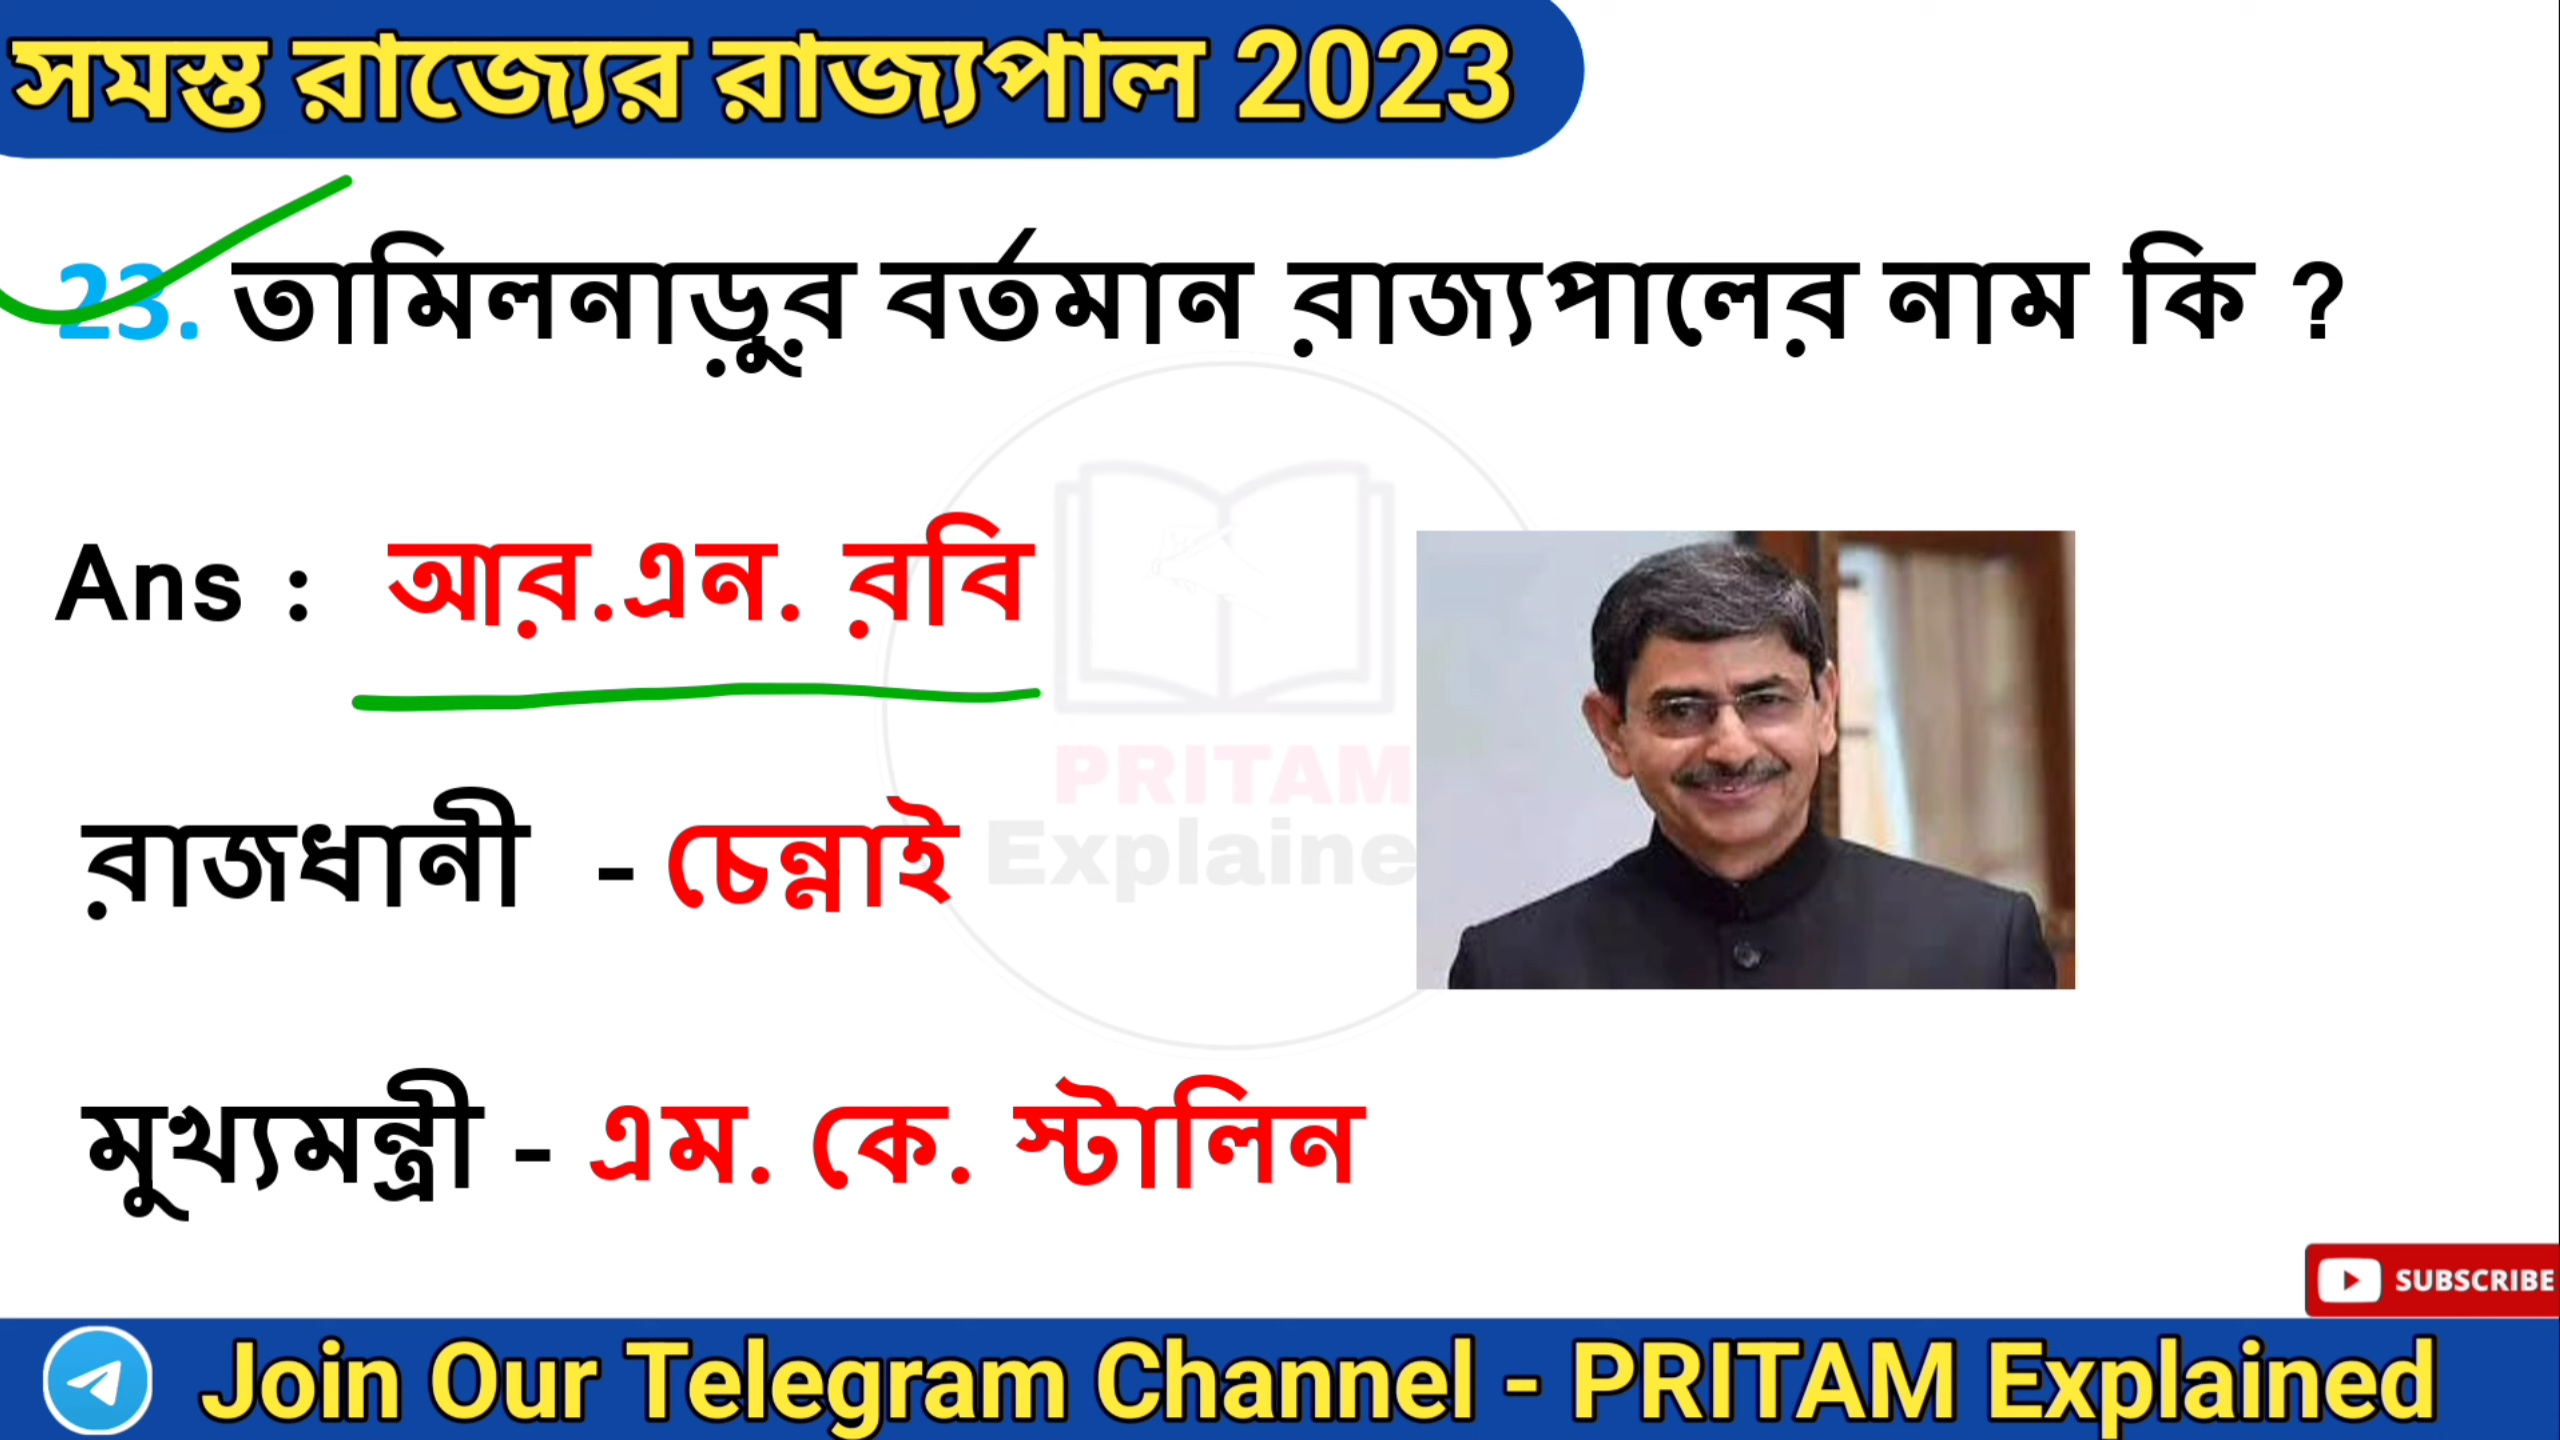 সমস্ত রাজ্যের রাজ্যপাল 2023
23. তামিলনাড়ুর বর্তমান রাজ্যপালের নাম কি ?
Ans : আর.এন. রবি
রাজধানী - চেন্নাই
PRITAM
Explaine
মুখ্যমন্ত্রী - এম. কে. স্টালিন
SUBSCRIBE
Join Our Telegram Channel - PRITAM Explained